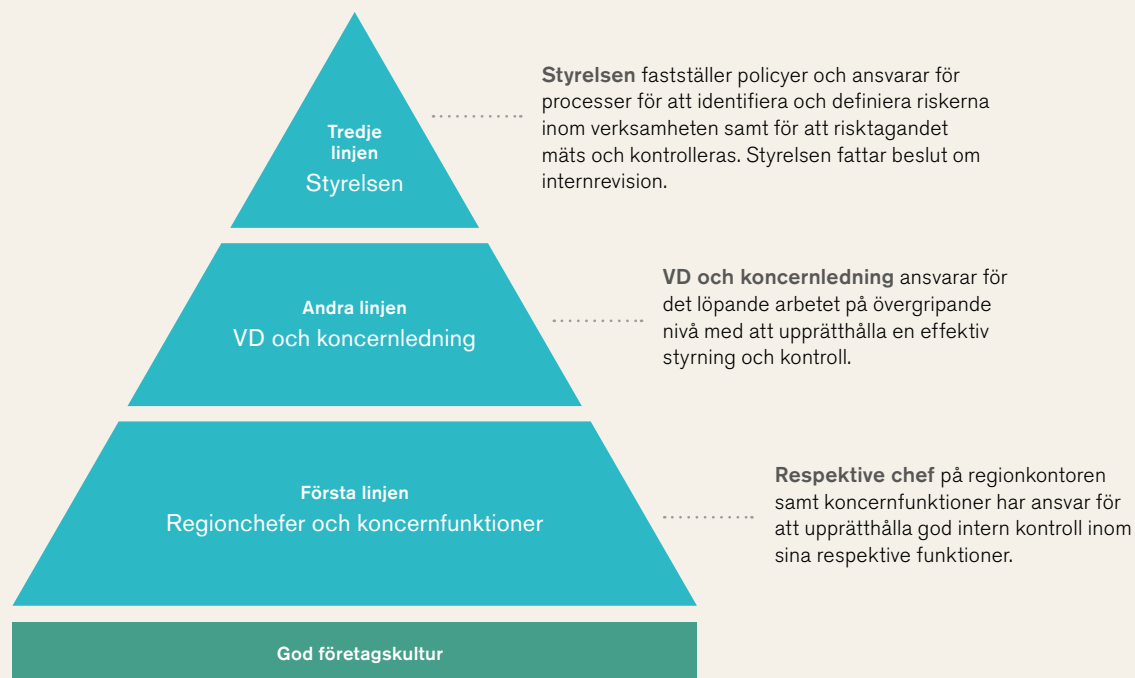 Tredje
linjen
Styrelsen
Styrelsen fastställer policyer och ansvarar för
processer för att identifiera och definiera riskerna
inom verksamheten samt för att risktagandet
mäts och kontrolleras. Styrelsen fattar beslut om
internrevision.
Andra linjen
VD och koncernledning
VD och koncernledning ansvarar för
det löpande arbetet på övergripande
nivå med att upprätthålla en effektiv
styrning och kontroll.
Första linjen
Regionchefer och koncernfunktioner
Respektive chef på regionkontoren
samt koncernfunktioner har ansvar för
att upprätthålla god intern kontroll inom
sina respektive funktioner.
God företagskultur